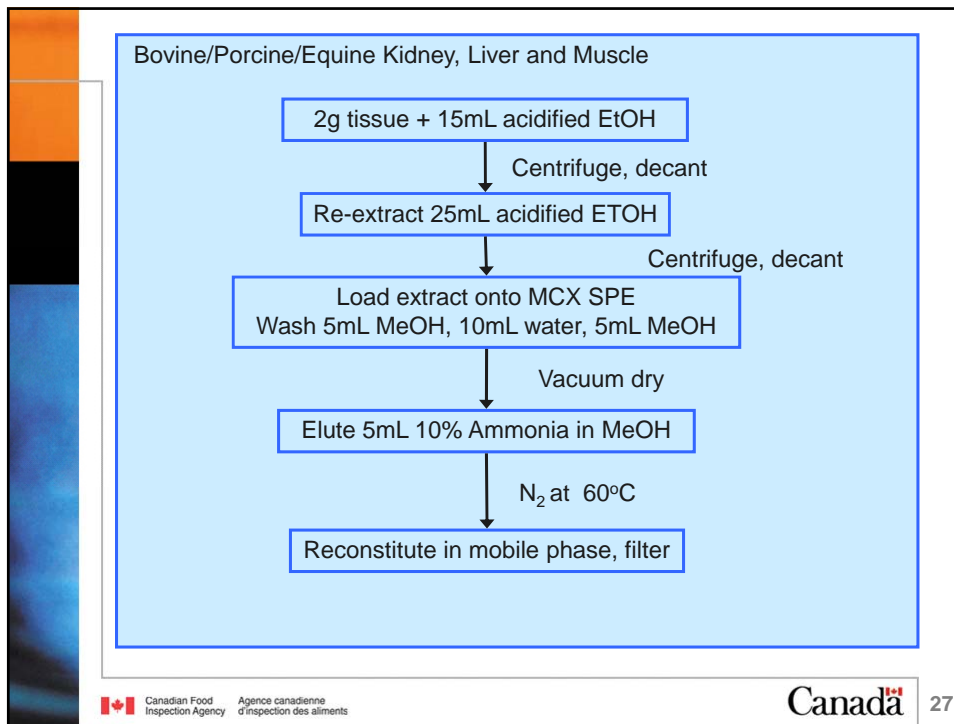 Bovine/Porcine/Equine Kidney, Liver and Muscle
2g tissue + 15mL acidified EtOH
Centrifuge, decant
Re-extract 25mL acidified ETOH
Centrifuge, decant
Load extract onto MCX SPE
Wash 5mL MeOH, 10mL water, 5mL MeOH
Vacuum dry
Elute 5mL 10% Ammonia in MeOH
N₂ at 60°C
Reconstitute in mobile phase, filter
Canadian Food Agence canadienne
Inspection Agency d'inspection des aliments
Canada
27